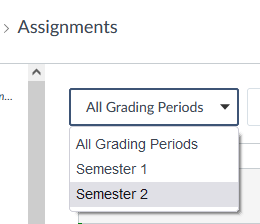 > Assignments
n...
All Grading Periods
All Grading Periods
Semester 1
Semester 2